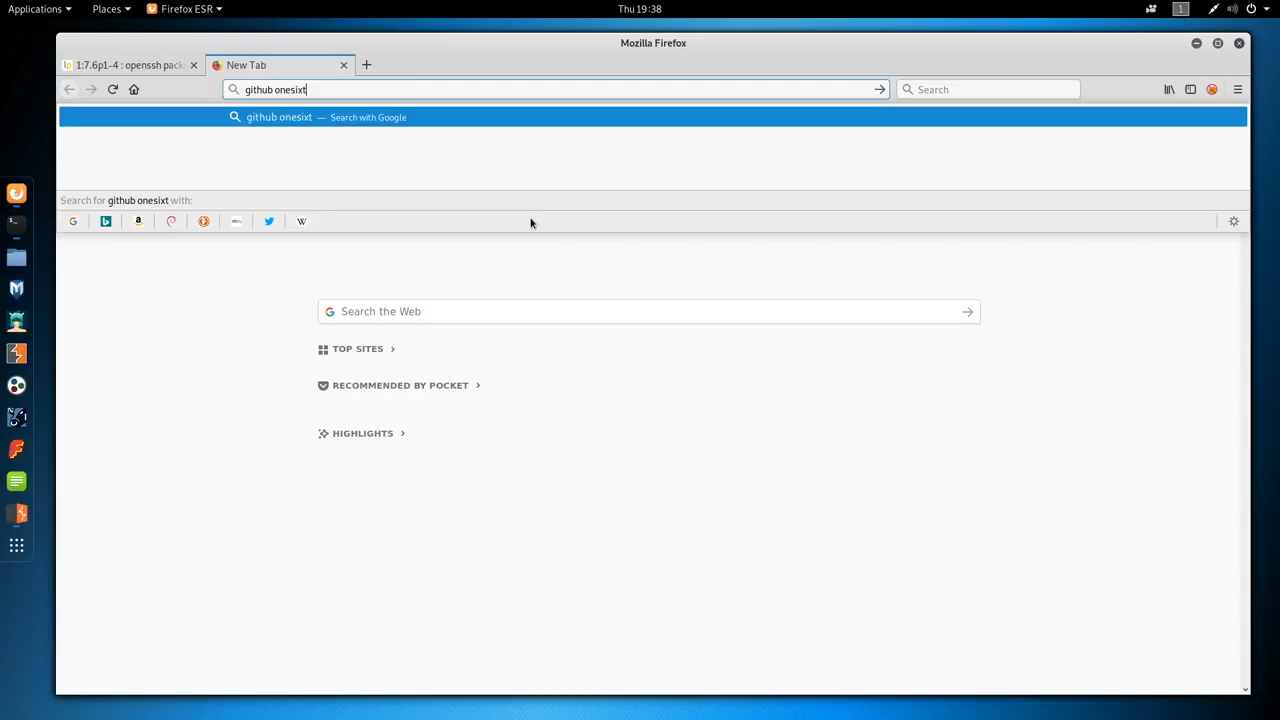 Applications Places Firefox ESR Thu 19:38 1
Mozilla Firefox
1:7.6p1-4 : openssh pack New Tab
github onesixt Search
github onesixt — Search with Google
Search for github onesixt with:
ebay W
Search the Web
TOP SITES
RECOMMENDED BY POCKET
HIGHLIGHTS